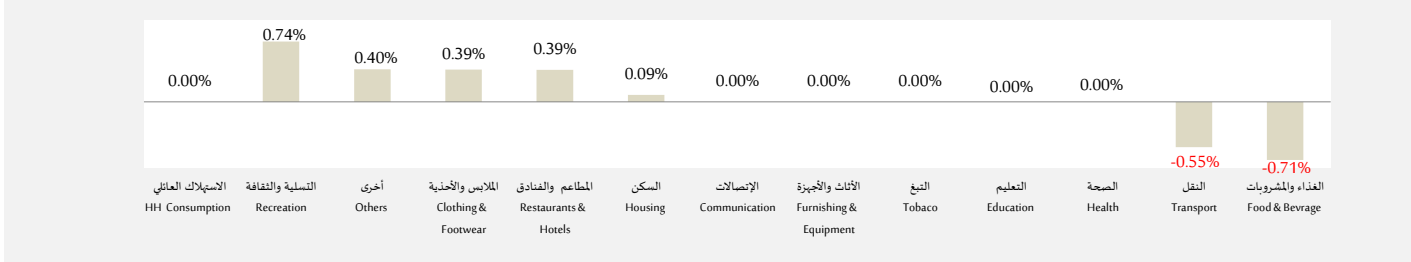 0.00%
0.74%
0.40%
0.39%
0.39%
0.09%
0.00%
0.00%
0.00%
0.00%
0.00%
-0.55%
-0.71%
الاستهلاك العائلي
HH Consumption
التسلية والثقافة
Recreation
أخرى
Others
الملابس والأحذية
Clothing &
Footwear
المطاعم والفنادق
Restaurants &
Hotels
السكن
Housing
الإتصالات
Communication
الأثاث والأجهزة
Furnishing &
Equipment
التبغ
Tobaco
التعليم
Education
الصحة
Health
النقل
Transport
الغذاء والمشروبات
Food & Bevrage